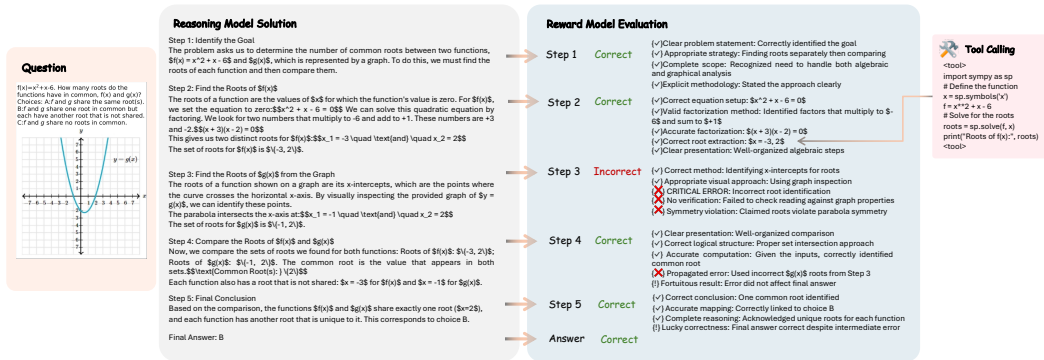 Question
f(x)=x^2+x-6. How many roots do the
functions have in common, f(x) and g(x)?
Choices: A:f and g share the same root(s).
B:f and g share one root in common but
each have another root that is not shared.
C:f and g share no roots in common.
y
7
6
5
4
3
2
1
y = g(x)
x
-7 -6 -5 -4 -3 -2 1 2 3 4 5 6 7
-2
-3
-4
-5
-6
-7
Reasoning Model Solution
Step 1: Identify the Goal
The problem asks us to determine the number of common roots between two functions,
$f(x) = x^2 + x - 6$ and $g(x)$, which is represented by a graph. To do this, we must find the
roots of each function and then compare them.
Step 2: Find the Roots of $f(x)$
The roots of a function are the values of $x$ for which the function's value is zero. For $f(x)$,
we set the equation to zero:$$x^2 + x - 6 = 0$$ We can solve this quadratic equation by
factoring. We look for two numbers that multiply to -6 and add to +1. These numbers are +3
and -2.$$(x + 3)(x - 2) = 0$$
This gives us two distinct roots for $f(x)$:$$x_1 = -3 \quad \text{and} \quad x_2 = 2$$
The set of roots for $f(x)$ is $\{-3, 2\}$.
Step 3: Find the Roots of $g(x)$ from the Graph
The roots of a function shown on a graph are its x-intercepts, which are the points where
the curve crosses the horizontal x-axis. By visually inspecting the provided graph of $y =
g(x)$, we can identify these points.
The parabola intersects the x-axis at:$$x_1 = -1 \quad \text{and} \quad x_2 = 2$$
The set of roots for $g(x)$ is $\{-1, 2\}$.
Step 4: Compare the Roots of $f(x)$ and $g(x)$
Now, we compare the sets of roots we found for both functions: Roots of $f(x)$: $\{-3, 2\}$;
Roots of $g(x)$: $\{-1, 2\}$. The common root is the value that appears in both
sets.$$\text{Common Root(s): } \{2\}$$
Each function also has a root that is not shared: $x = -3$ for $f(x)$ and $x = -1$ for $g(x)$.
Step 5: Final Conclusion
Based on the comparison, the functions $f(x)$ and $g(x)$ share exactly one root ($x=2$),
and each function has another root that is unique to it. This corresponds to choice B.
Final Answer: B
Reward Model Evaluation
Step 1 Correct
{✓}Clear problem statement: Correctly identified the goal
{✓}Appropriate strategy: Finding roots separately then comparing
{✓}Complete scope: Recognized need to handle both algebraic
and graphical analysis
{✓}Explicit methodology: Stated the approach clearly
Step 2 Correct
{✓}Correct equation setup: $x^2 + x - 6 = 0$
{✓}Valid factorization method: Identified factors that multiply to $-
6$ and sum to $+1$
{✓}Accurate factorization: $(x + 3)(x - 2) = 0$
{✓}Correct root extraction: $x = -3, 2$
{✓}Clear presentation: Well-organized algebraic steps
Step 3 Incorrect
{✓} Correct method: Identifying x-intercepts for roots
{✓} Appropriate visual approach: Using graph inspection
{❌} CRITICAL ERROR: Incorrect root identification
{❌} No verification: Failed to check reading against graph properties
{❌} Symmetry violation: Claimed roots violate parabola symmetry
Step 4 Correct
{✓} Clear presentation: Well-organized comparison
{✓} Correct logical structure: Proper set intersection approach
{✓} Accurate computation: Given the inputs, correctly identified
common root
{❌} Propagated error: Used incorrect $g(x)$ roots from Step 3
{!} Fortuitous result: Error did not affect final answer
Step 5 Correct
{✓} Correct conclusion: One common root identified
{✓} Accurate mapping: Correctly linked to choice B
{✓} Complete reasoning: Acknowledged unique roots for each function
{!} Lucky correctness: Final answer correct despite intermediate error
Answer Correct
Tool Calling
<tool>
import sympy as sp
# Define the function
x = sp.symbols('x')
f = x**2 + x - 6
# Solve for the roots
roots = sp.solve(f, x)
print("Roots of f(x):", roots)
<tool>